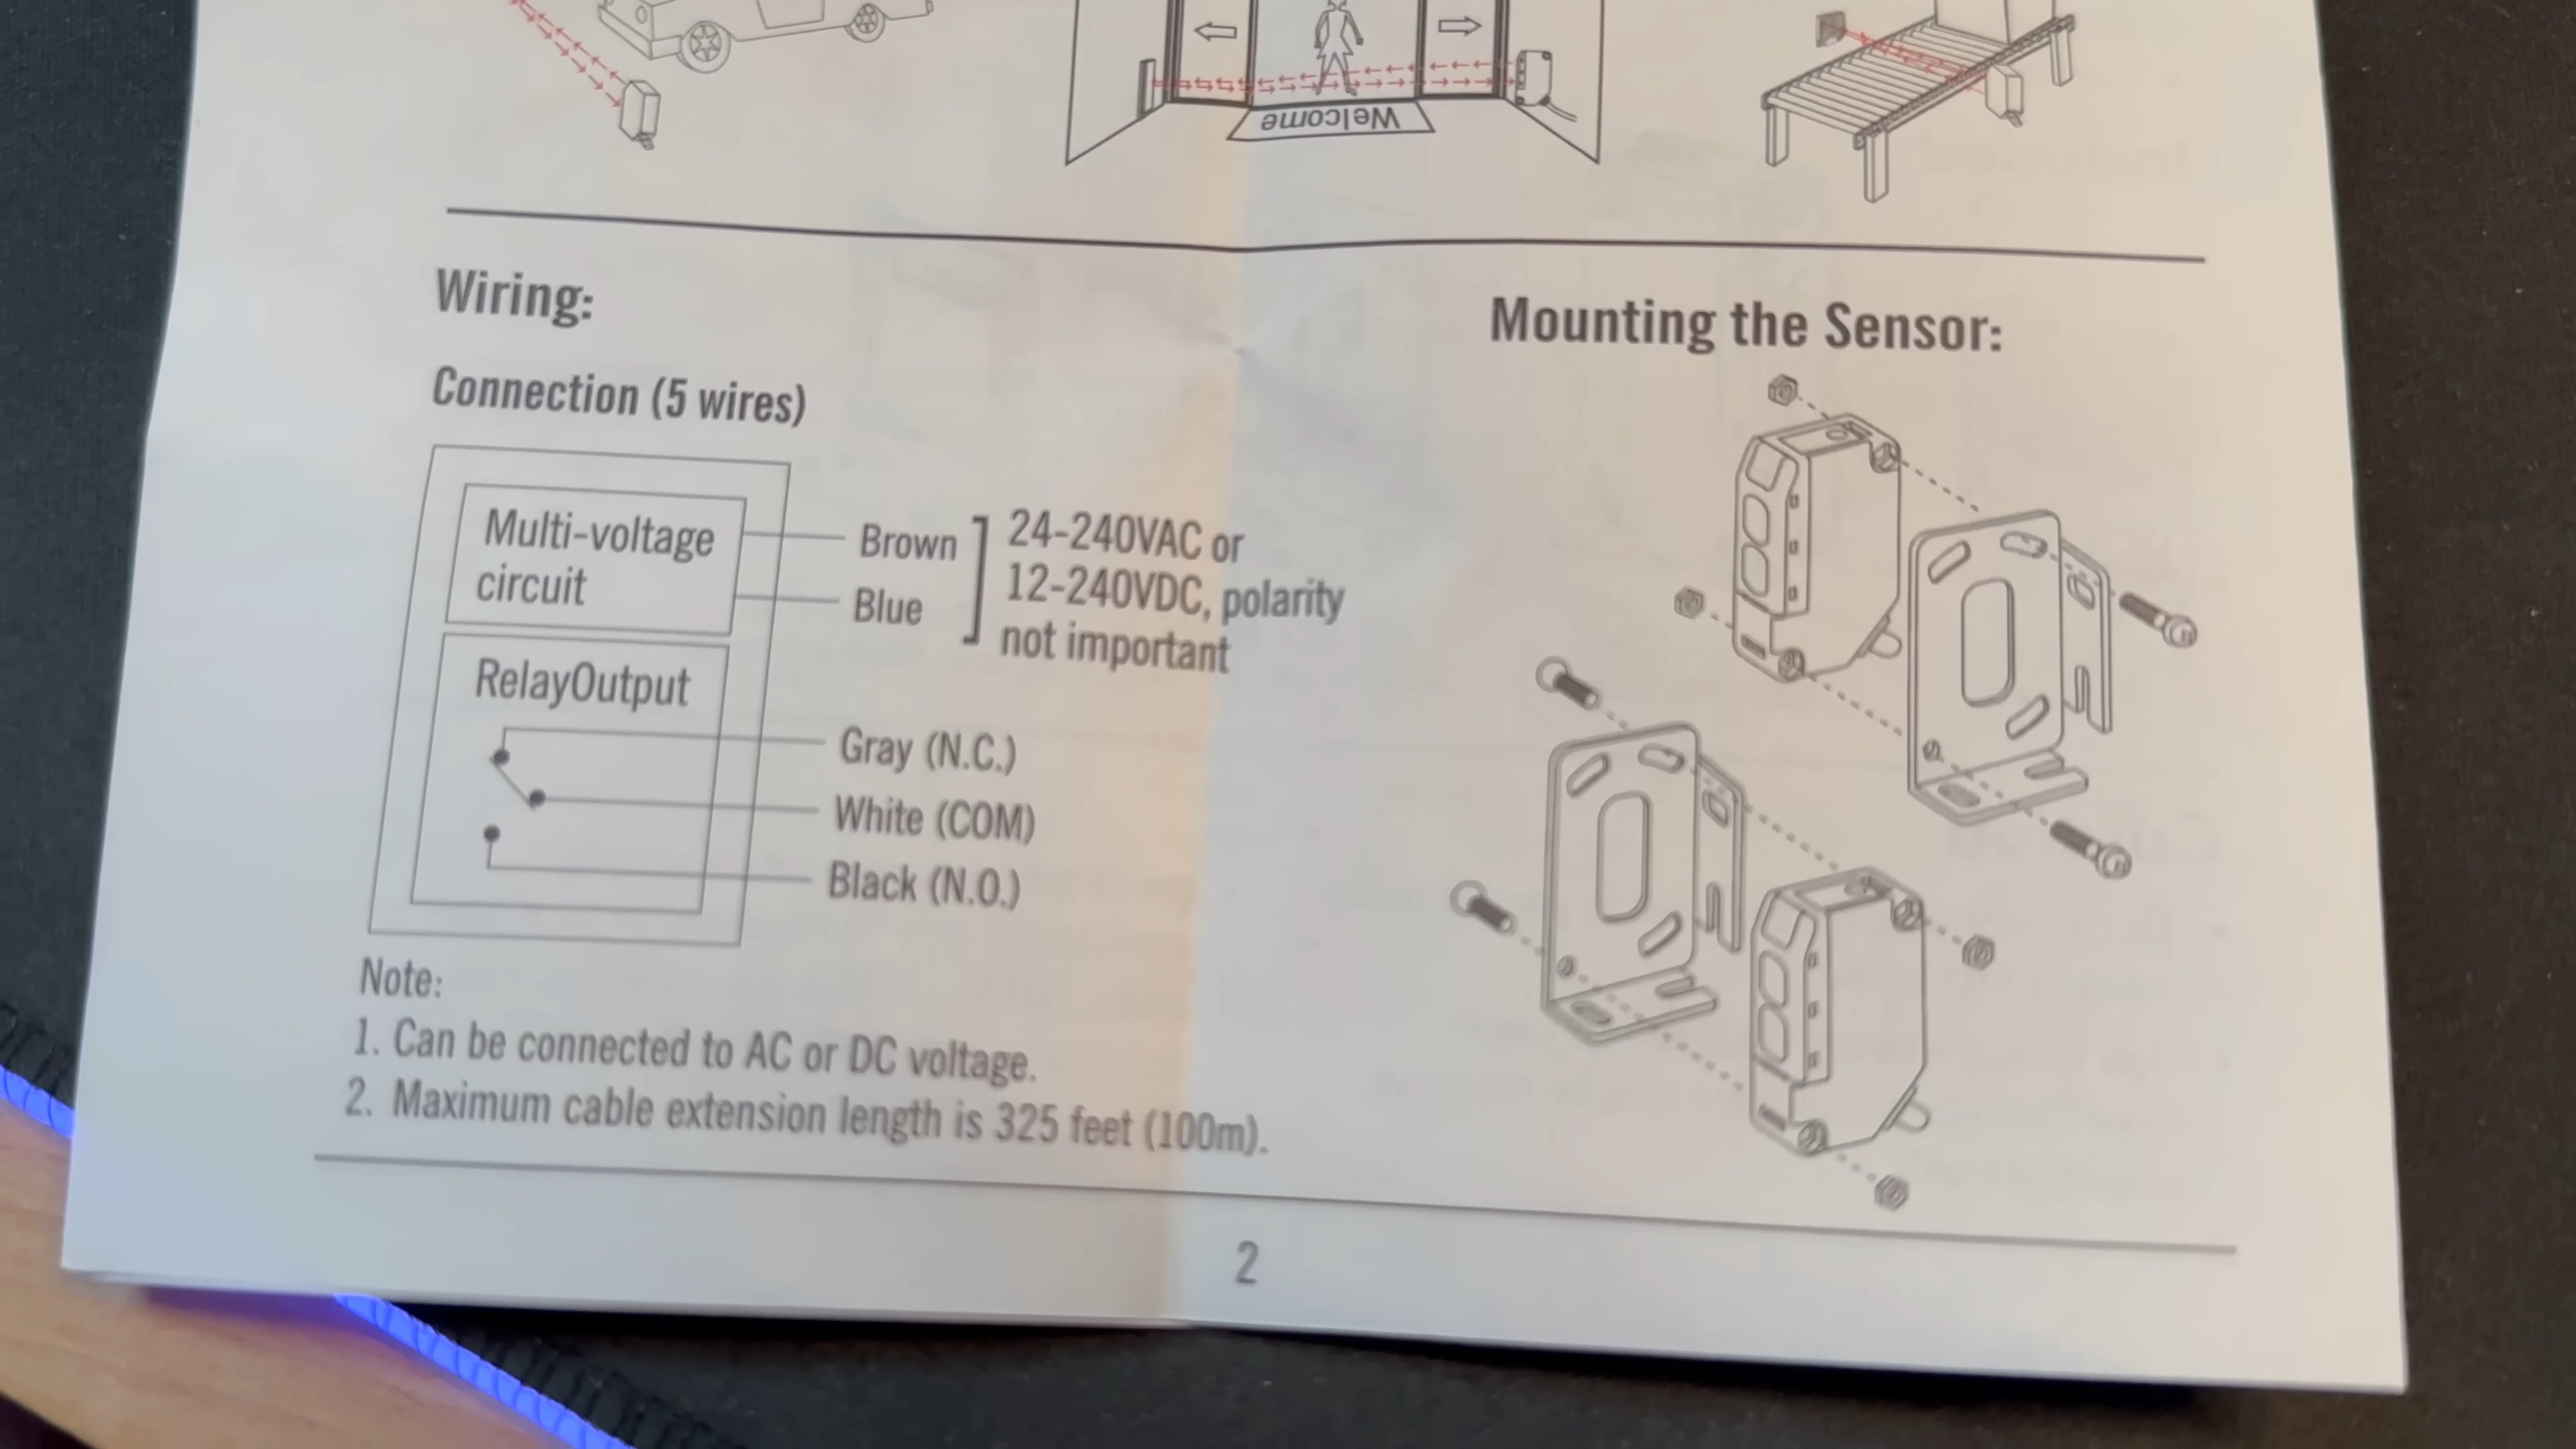 Welcome
Wiring:
Connection (5 wires)
Multi-voltage
circuit
Brown
Blue
24-240VAC or
12-240VDC, polarity
not important
RelayOutput
Gray (N.C.)
White (COM)
Black (N.O.)
Note:
1. Can be connected to AC or DC voltage.
2. Maximum cable extension length is 325 feet (100m).
Mounting the Sensor:
2